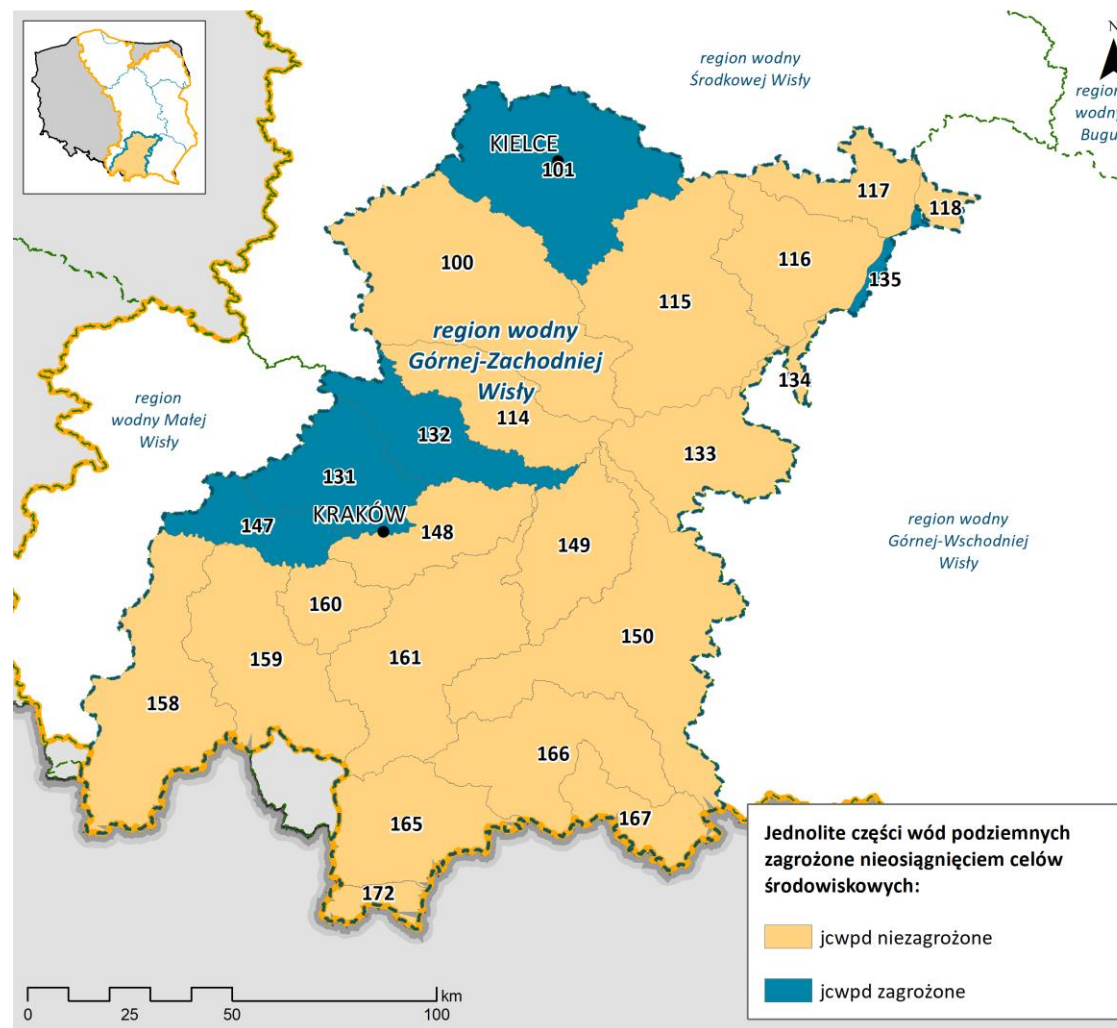 N
region wodny
Środkowej Wisły
region
wodny
Bugu
KIELCE
101
117
118
100
116
135
115
region wodny
Górnej-Zachodniej
Wisły
134
region
wodny Małej
Wisły
114
132
133
131
147
KRAKÓW
148
149
region wodny
Górnej-Wschodniej
Wisły
160
150
159
161
158
166
167
165
172
Jednolite części wód podziemnych
zagrożone nieosiągnięciem celów
środowiskowych:
jcwpd niezagrożone
jcwpd zagrożone
km
0 25 50 100